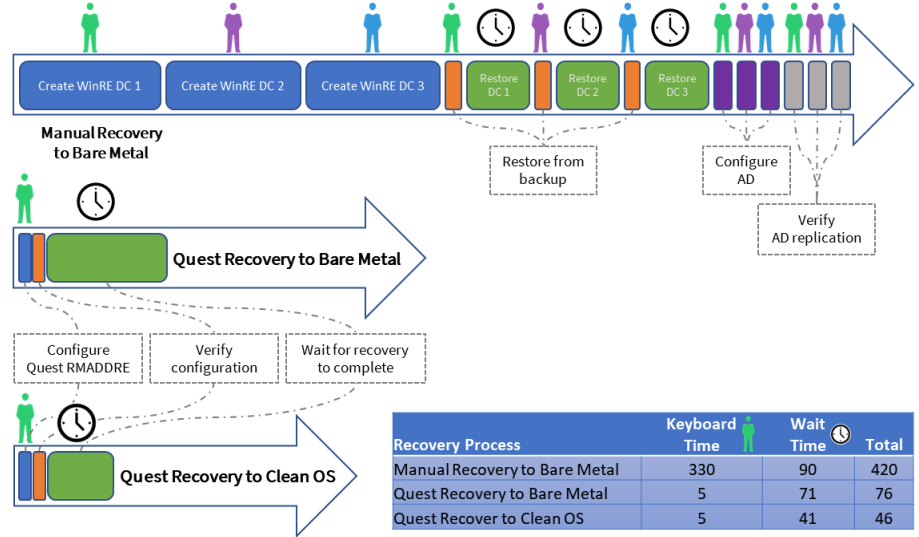 Create WinRE DC 1
Create WinRE DC 2
Create WinRE DC 3
Restore
DC 1
Restore
DC 2
Restore
DC 3
Manual Recovery
to Bare Metal
Restore from
backup
Configure
AD
Verify
AD replication
Quest Recovery to Bare Metal
Configure
Quest RMADDRE
Verify
configuration
Wait for recovery
to complete
Quest Recovery to Clean OS
Recovery Process Keyboard Time Wait Time Total
Manual Recovery to Bare Metal 330 90 420
Quest Recovery to Bare Metal 5 71 76
Quest Recover to Clean OS 5 41 46